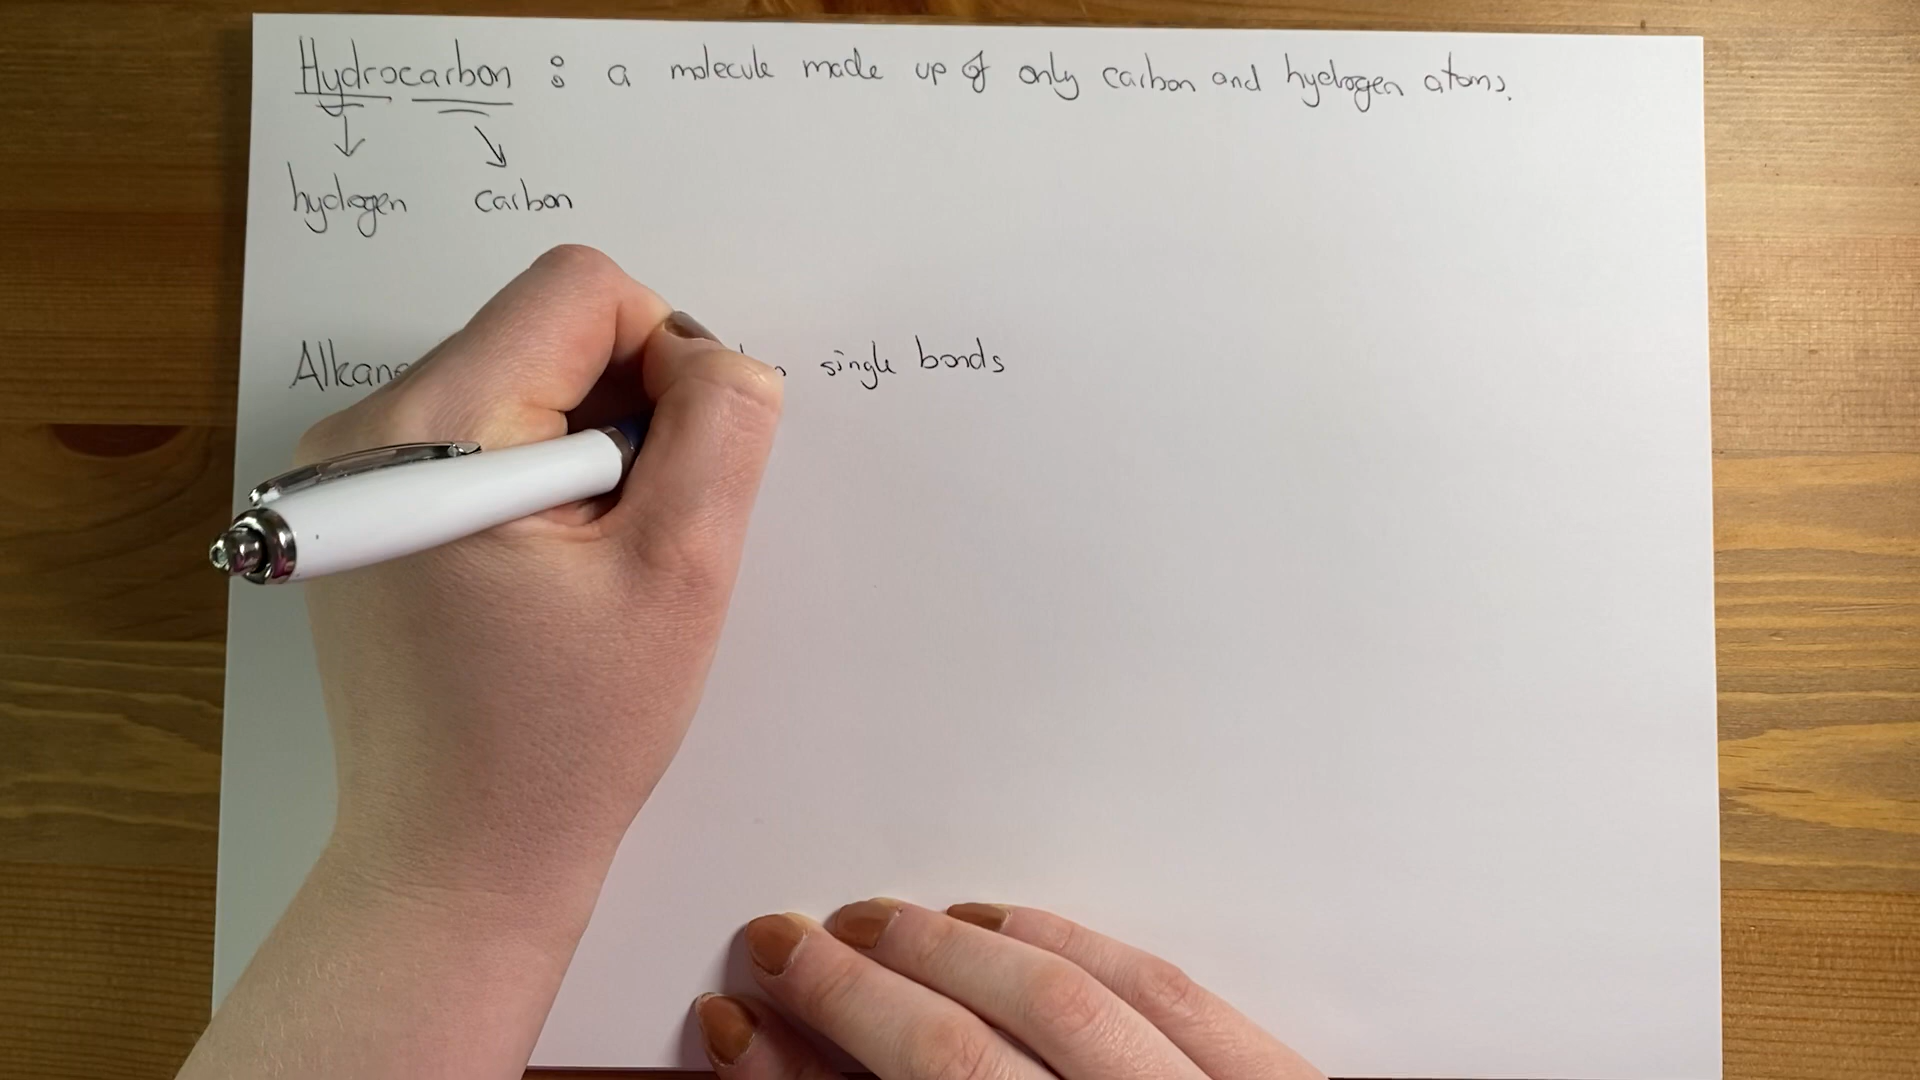 Hydrocarbon : a molecule made up of only carbon and hydrogen atoms.
hydrogen carbon
Alkane single bonds